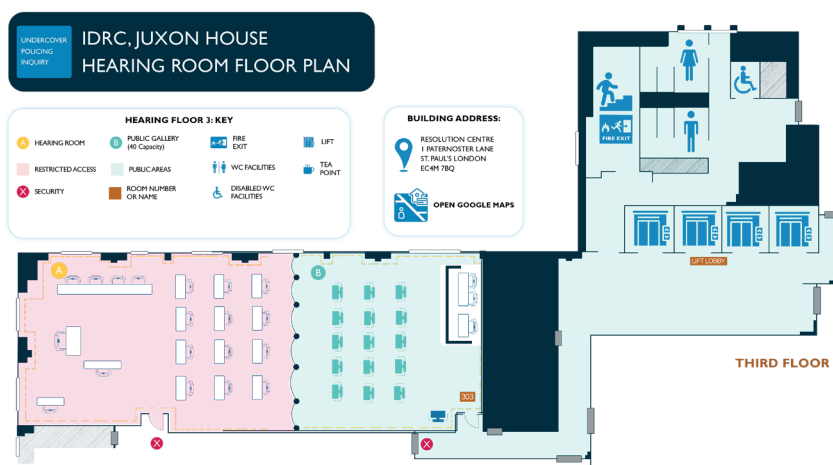 UNDERCOVER
POLICING
INQUIRY
IDRC, JUXON HOUSE
HEARING ROOM FLOOR PLAN
HEARING FLOOR 3: KEY
A HEARING ROOM
B PUBLIC GALLERY
(40 Capacity)
FIRE
EXIT
LIFT
RESTRICTED ACCESS
PUBLIC AREAS
WC FACILITIES
TEA
POINT
X SECURITY
ROOM NUMBER
OR NAME
DISABLED WC
FACILITIES
BUILDING ADDRESS:
RESOLUTION CENTRE
1 PATERNOSTER LANE
ST. PAUL'S LONDON
EC4M 7BQ
OPEN GOOGLE MAPS
FIRE EXIT
LIFT LOBBY
A
B
303
X
X
THIRD FLOOR